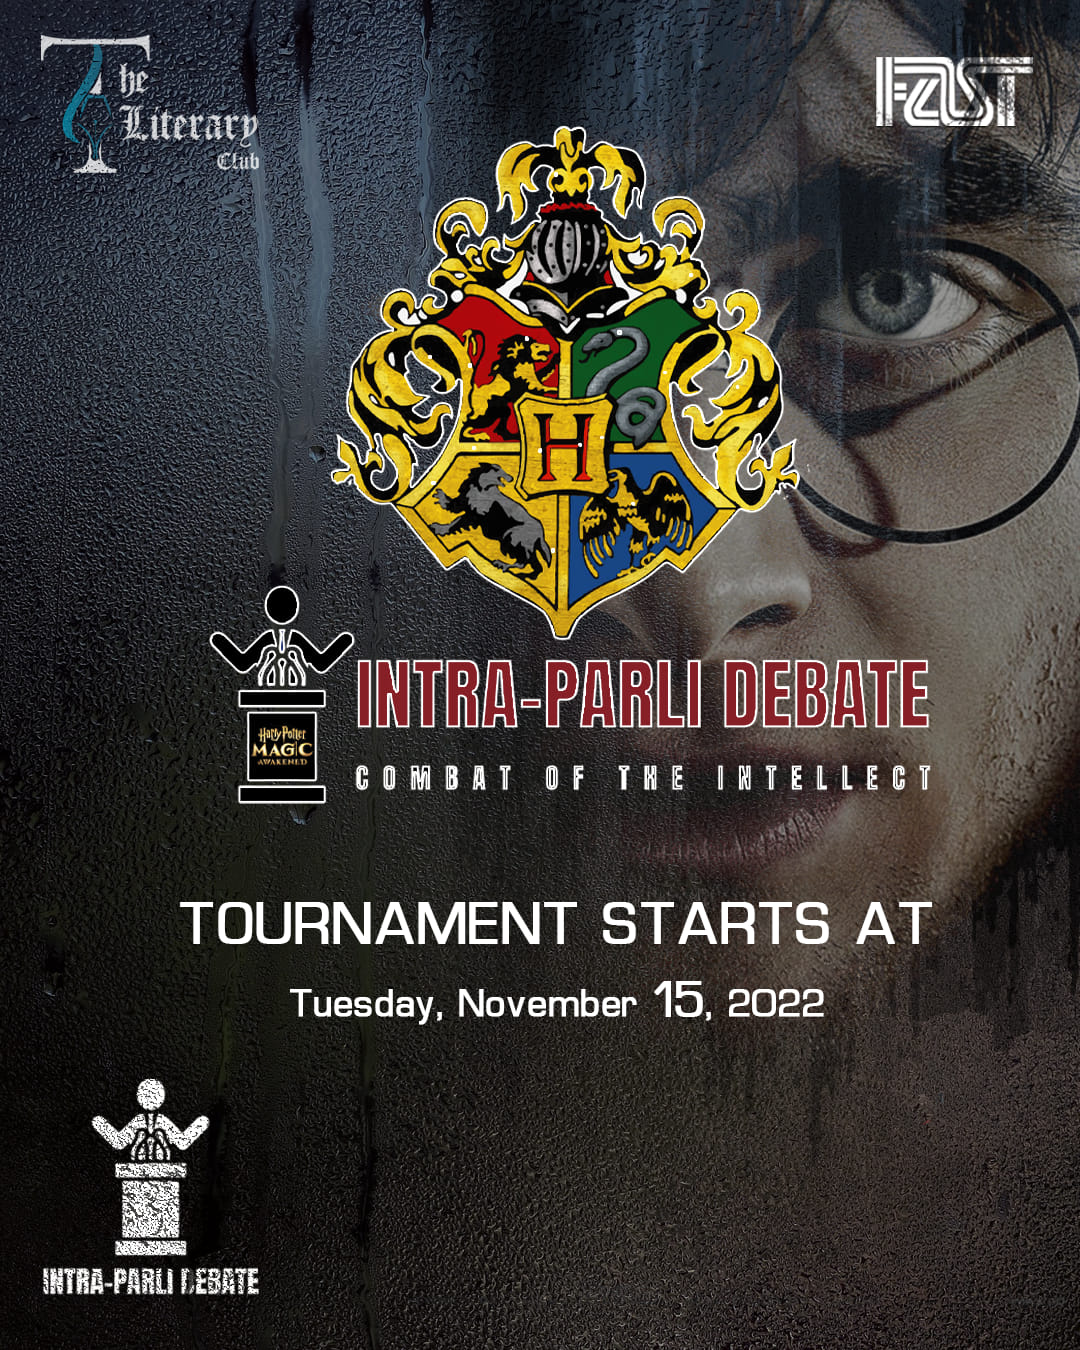 The
Literary
Club
FAST
H
INTRA-PARLI DEBATE
Harry Potter
MAGIC
AWAKENED
COMBAT OF THE INTELLECT
TOURNAMENT STARTS AT
Tuesday, November 15, 2022
INTRA-PARLI DEBATE